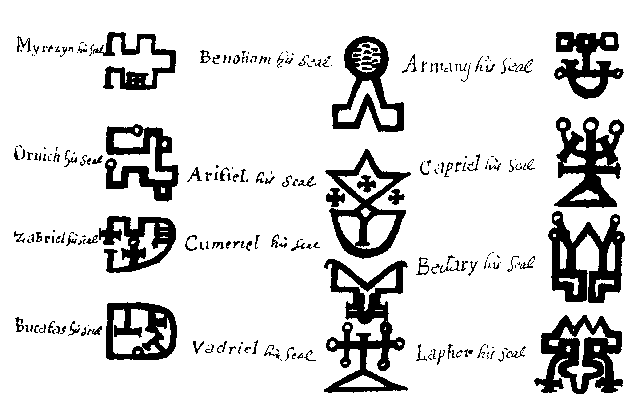 Myrezyn his seal
Ornich his seal
Zabriel his seal
Bucafas his seal
Benoham his seal
Arifiel his seal
Cumeriel his seal
Vadriel his seal
Armany his seal
Capriel his seal
Bedary his seal
Laphor his seal